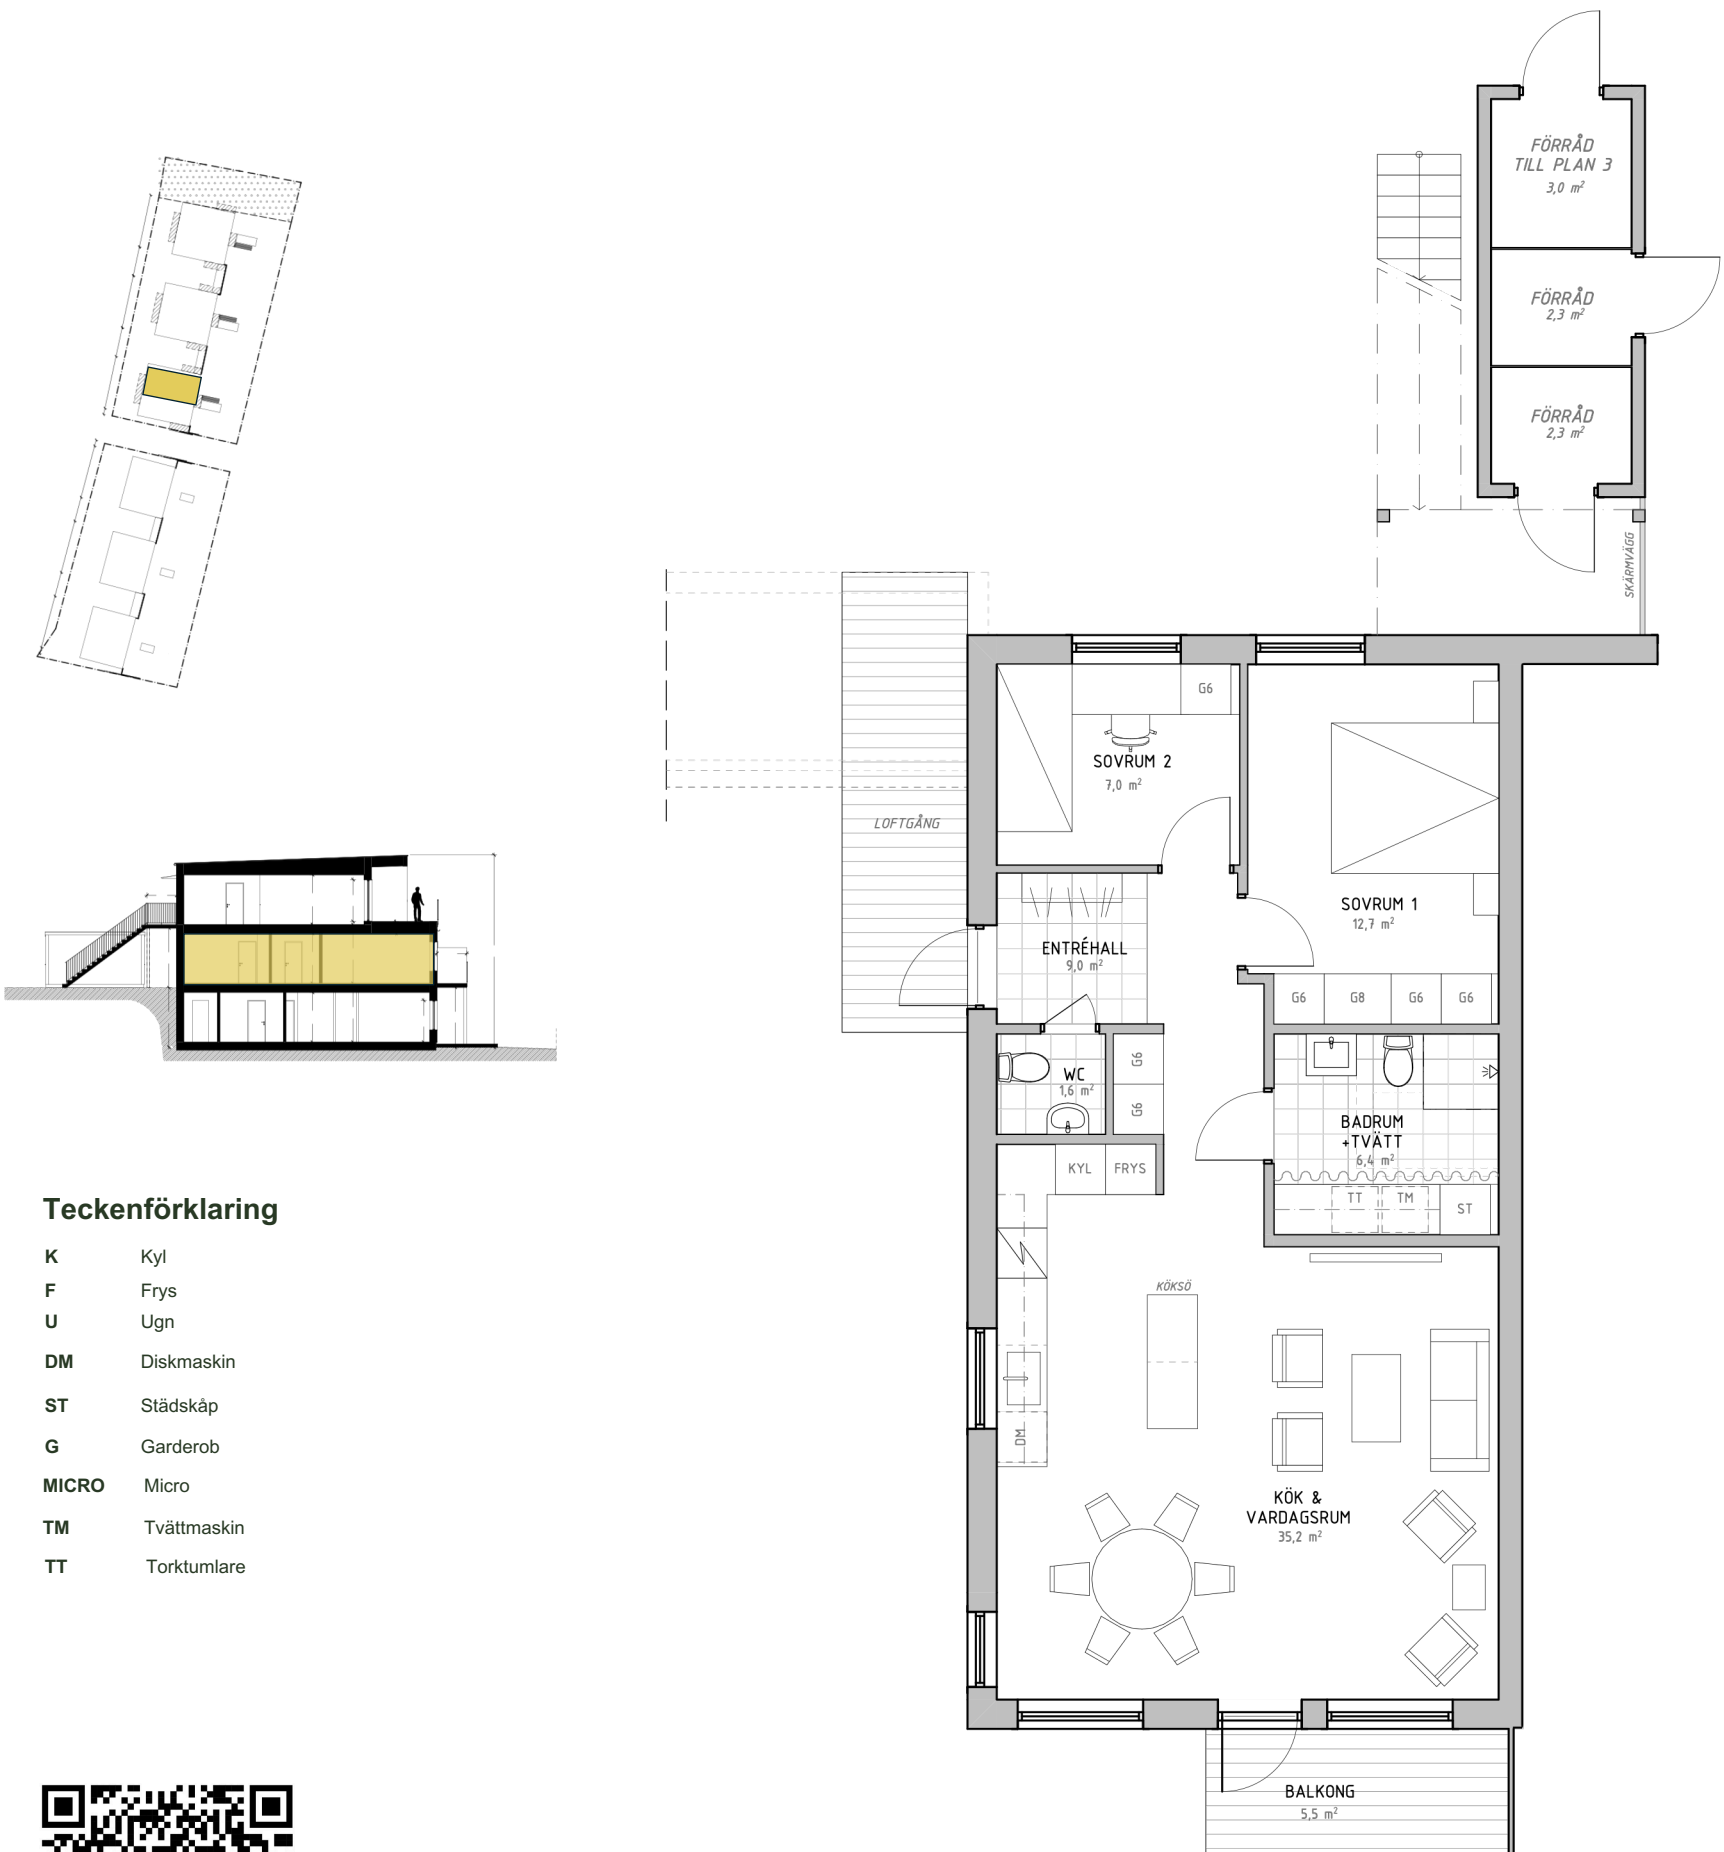 FÖRRÅD
TILL PLAN 3
3,0 m²
FÖRRÅD
2,3 m²
FÖRRÅD
2,3 m²
SKÄRMVÄGG
G6
SOVRUM 2
7,0 m²
LOFTGÅNG
SOVRUM 1
12,7 m²
ENTRÉHALL
9,0 m²
G6 G8 G6 G6
WC
1,6 m²
G6
G6
BADRUM
+TVÄTT
6,4 m²
KYL FRYS
TT TM ST
KÖKSÖ
DM
KÖK &
VARDAGSRUM
35,2 m²
BALKONG
5,5 m²
Teckenförklaring
K Kyl
F Frys
U Ugn
DM Diskmaskin
ST Städskåp
G Garderob
MICRO Micro
TM Tvättmaskin
TT Torktumlare